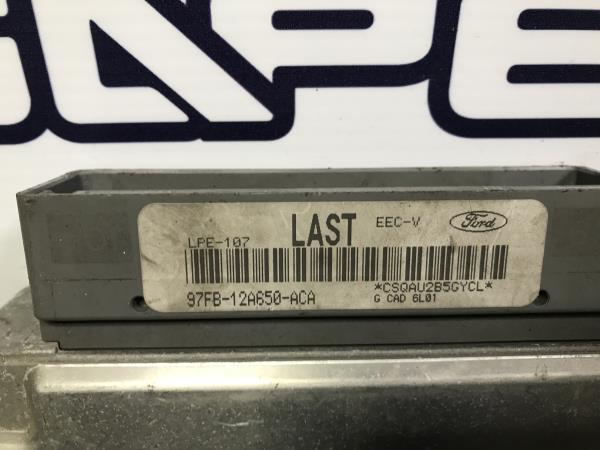 LAST EEC-V Ford
LPE-107
97FB-12A650-ACA
*CSQAU2B5GYCL*
G CAD 6L01